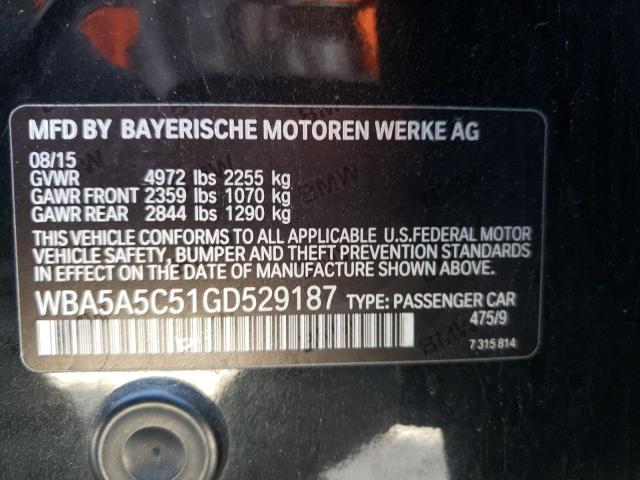 MFD BY BAYERISCHE MOTOREN WERKE AG
08/15
GVWR 4972 lbs 2255 kg
GAWR FRONT 2359 lbs 1070 kg
GAWR REAR 2844 lbs 1290 kg
THIS VEHICLE CONFORMS TO ALL APPLICABLE U.S.FEDERAL MOTOR
VEHICLE SAFETY, BUMPER AND THEFT PREVENTION STANDARDS
IN EFFECT ON THE DATE OF MANUFACTURE SHOWN ABOVE.
WBA5A5C51GD529187 TYPE: PASSENGER CAR
475/9
7 315 814